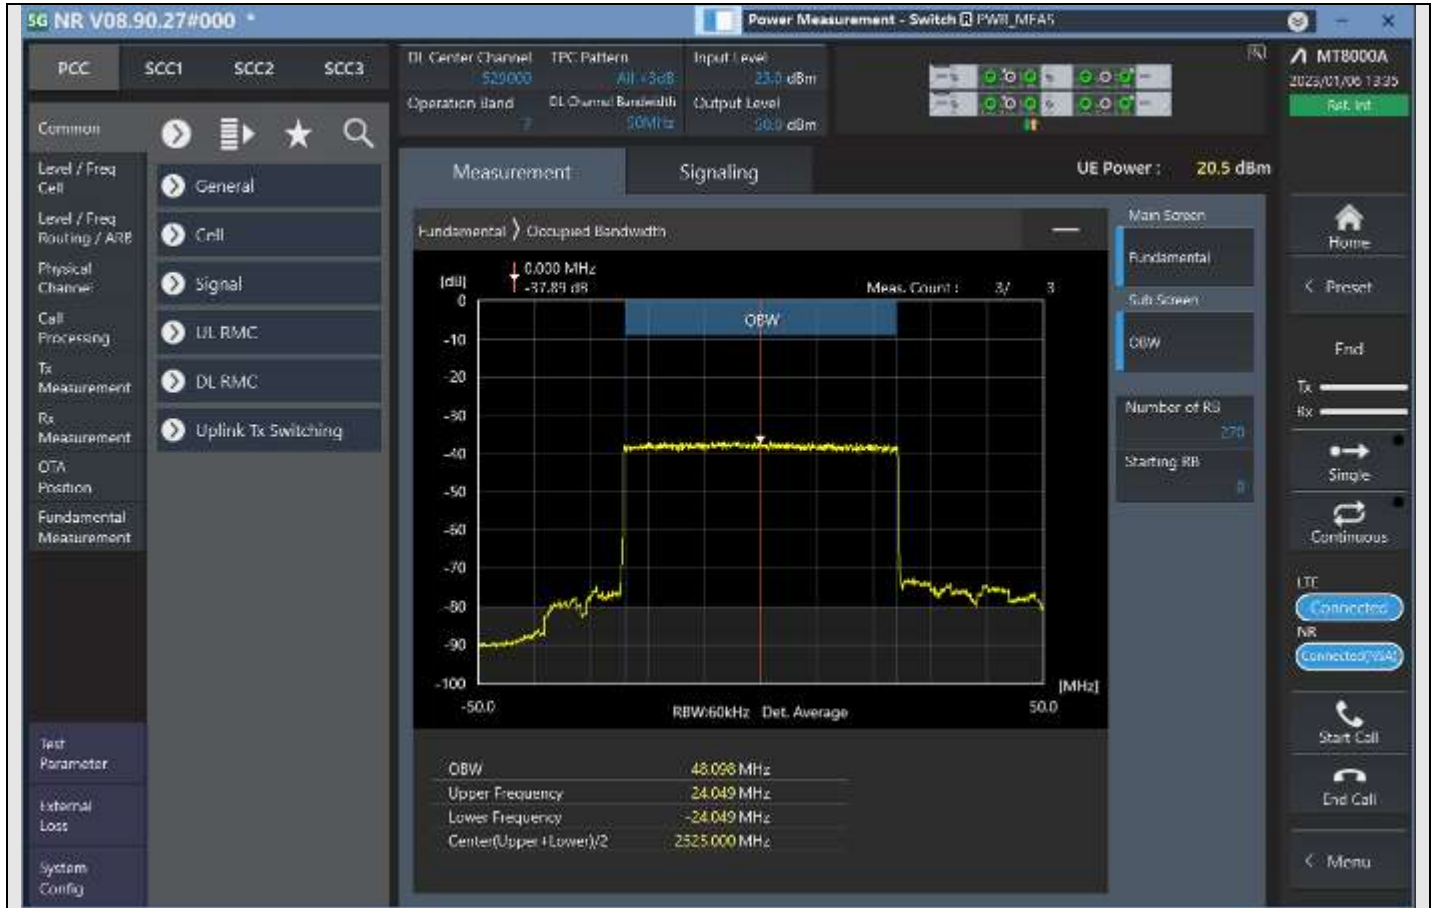 5G NR V08.90.27#000 *
Power Measurement - Switch PWR_MEAS
PCC SCC1 SCC2 SCC3
DL Center Channel TPC Pattern Input Level
529000 All +3dB 23.0 dBm
Operation Band DL Channel Bandwidth Output Level
7 50MHz 50.0 dBm
MT8000A
2023/01/06 13:35
Ref. Int
Common
Level / Freq
Cell
Level / Freq
Routing / ARB
Physical
Channel
Call
Processing
Tx
Measurement
Rx
Measurement
OTA
Position
Fundamental
Measurement
Test
Parameter
External
Loss
System
Config
General
Cell
Signal
UL RMC
DL RMC
Uplink Tx Switching
Measurement Signaling
UE Power : 20.5 dBm
Fundamental > Occupied Bandwidth
[dB]
0.000 MHz
-37.89 dB
Meas. Count : 3/ 3
OBW
0
-10
-20
-30
-40
-50
-60
-70
-80
-90
-100
[MHz]
-50.0 50.0
RBW:60kHz Det. Average
OBW 48.098 MHz
Upper Frequency 24.049 MHz
Lower Frequency -24.049 MHz
Center(Upper+Lower)/2 2525.000 MHz
Main Screen
Fundamental
Sub Screen
OBW
Number of RB
270
Starting RB
0
Home
< Preset
End
Tx
Rx
Single
Continuous
LTE
Connected
NR
Connected(NSA)
Start Call
End Call
< Menu